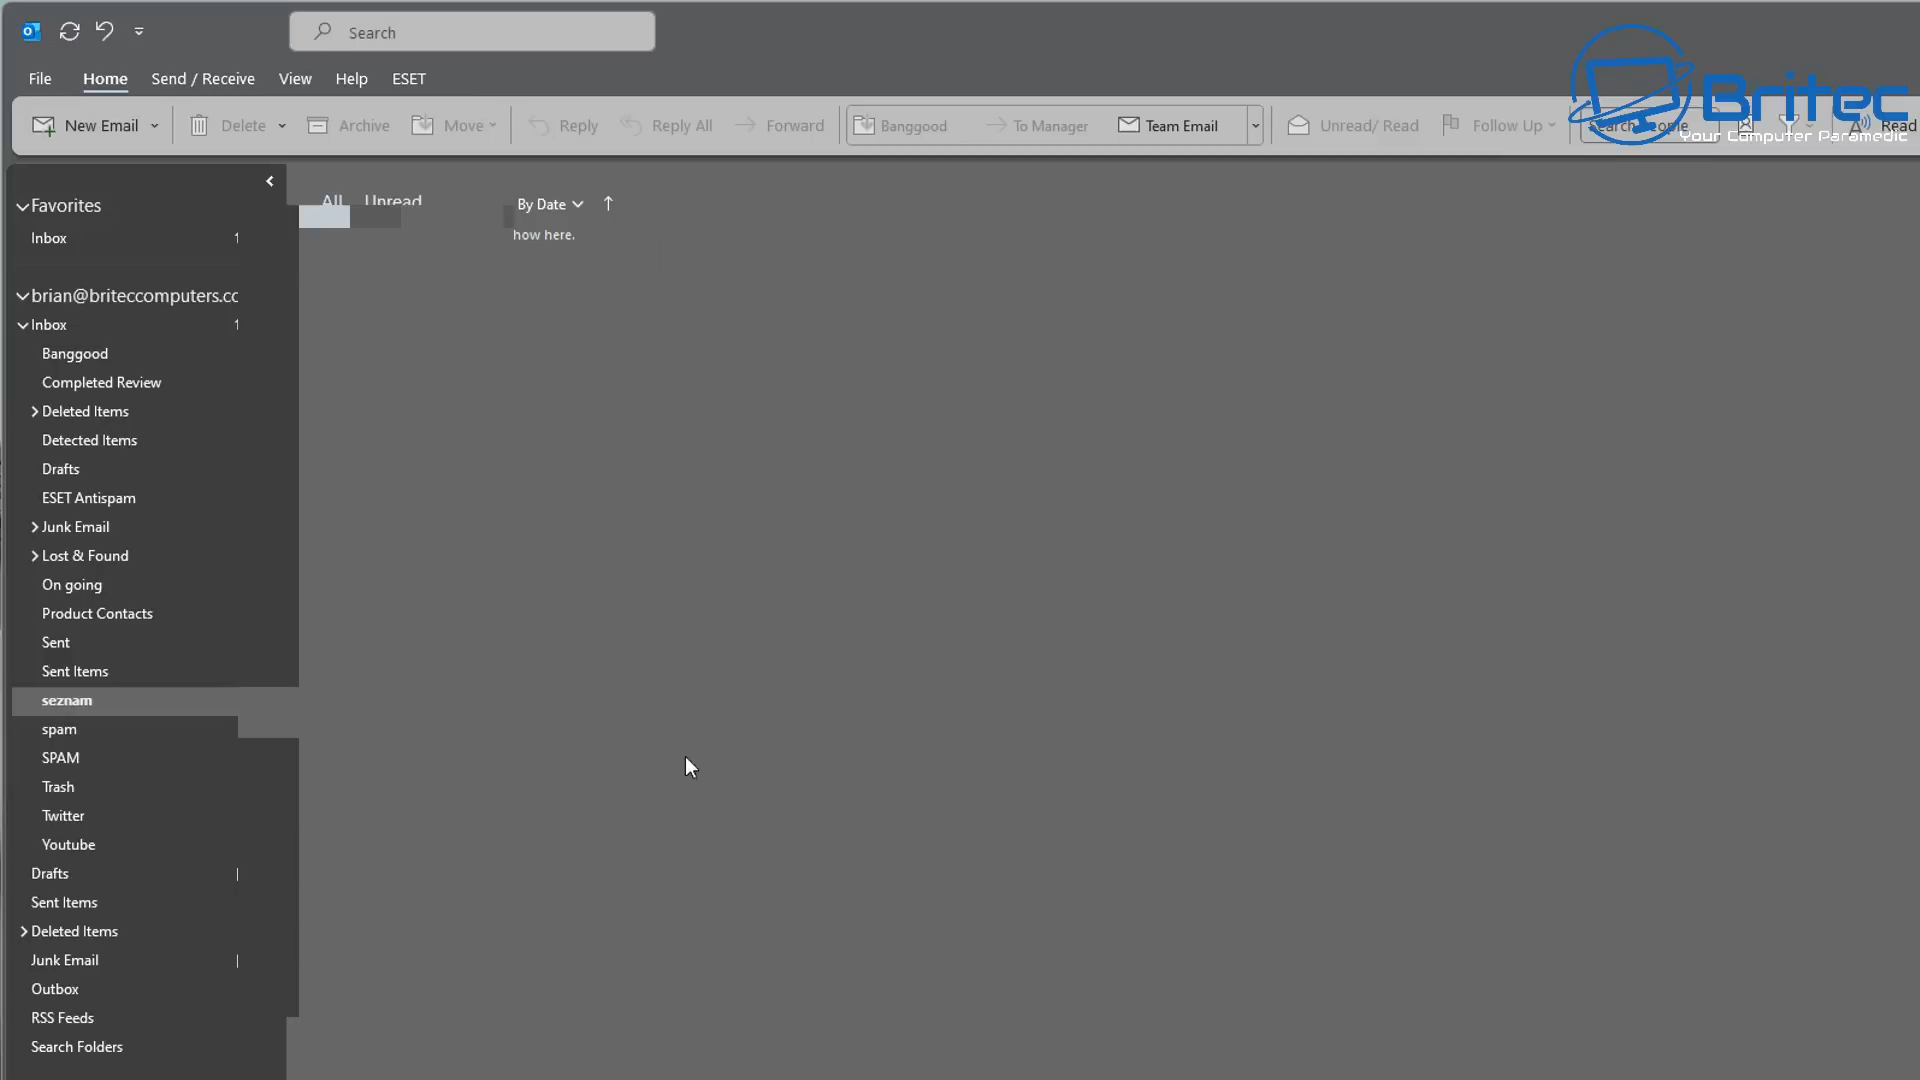 Search
File Home Send / Receive View Help ESET
New Email Delete Archive Move Reply Reply All Forward Banggood To Manager Team Email Unread/ Read Follow Up Search People Read
Britec
Your Computer Paramedic
All Unread By Date
how here.
Favorites
Inbox 1
brian@briteccomputers.cc
Inbox 1
Banggood
Completed Review
Deleted Items
Detected Items
Drafts
ESET Antispam
Junk Email
Lost & Found
On going
Product Contacts
Sent
Sent Items
seznam
spam
SPAM
Trash
Twitter
Youtube
Drafts
Sent Items
Deleted Items
Junk Email
Outbox
RSS Feeds
Search Folders